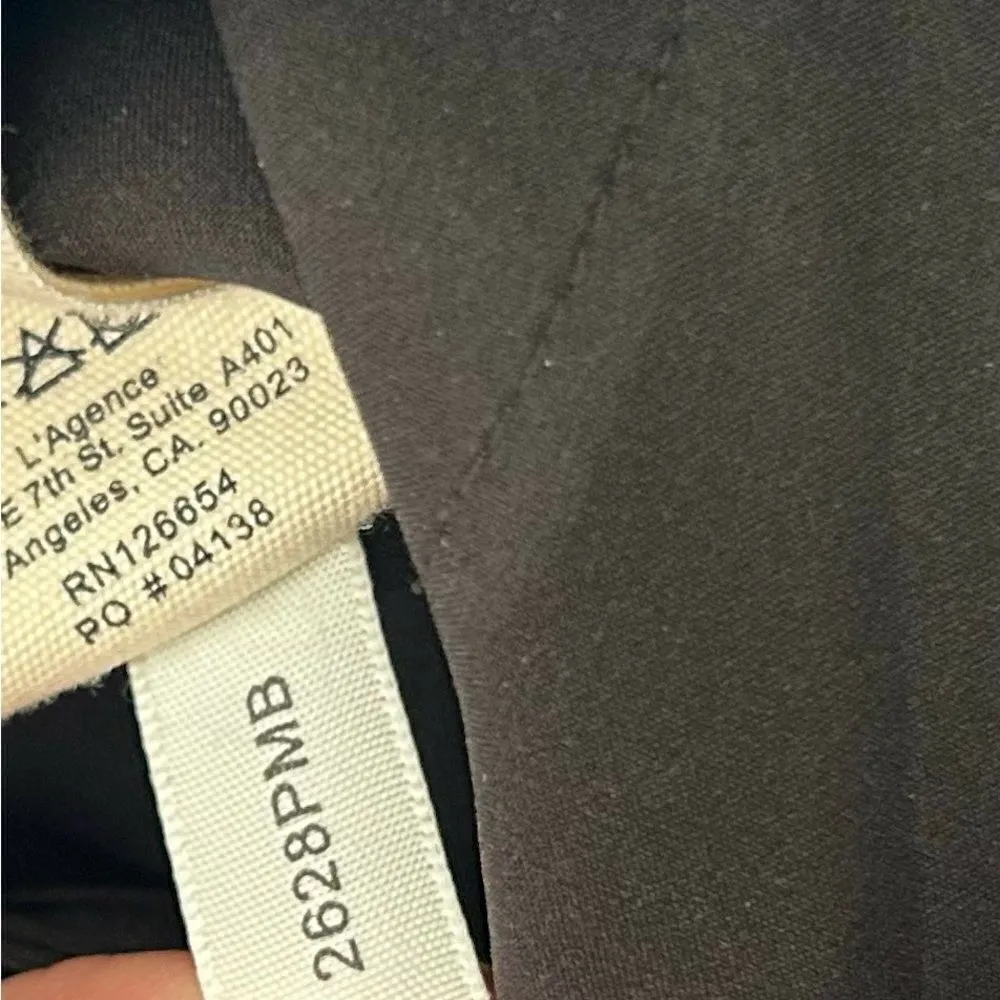 L'Agence
E 7th St. Suite A401
Angeles, CA. 90023
RN126654
PO # 04138
2628PMB